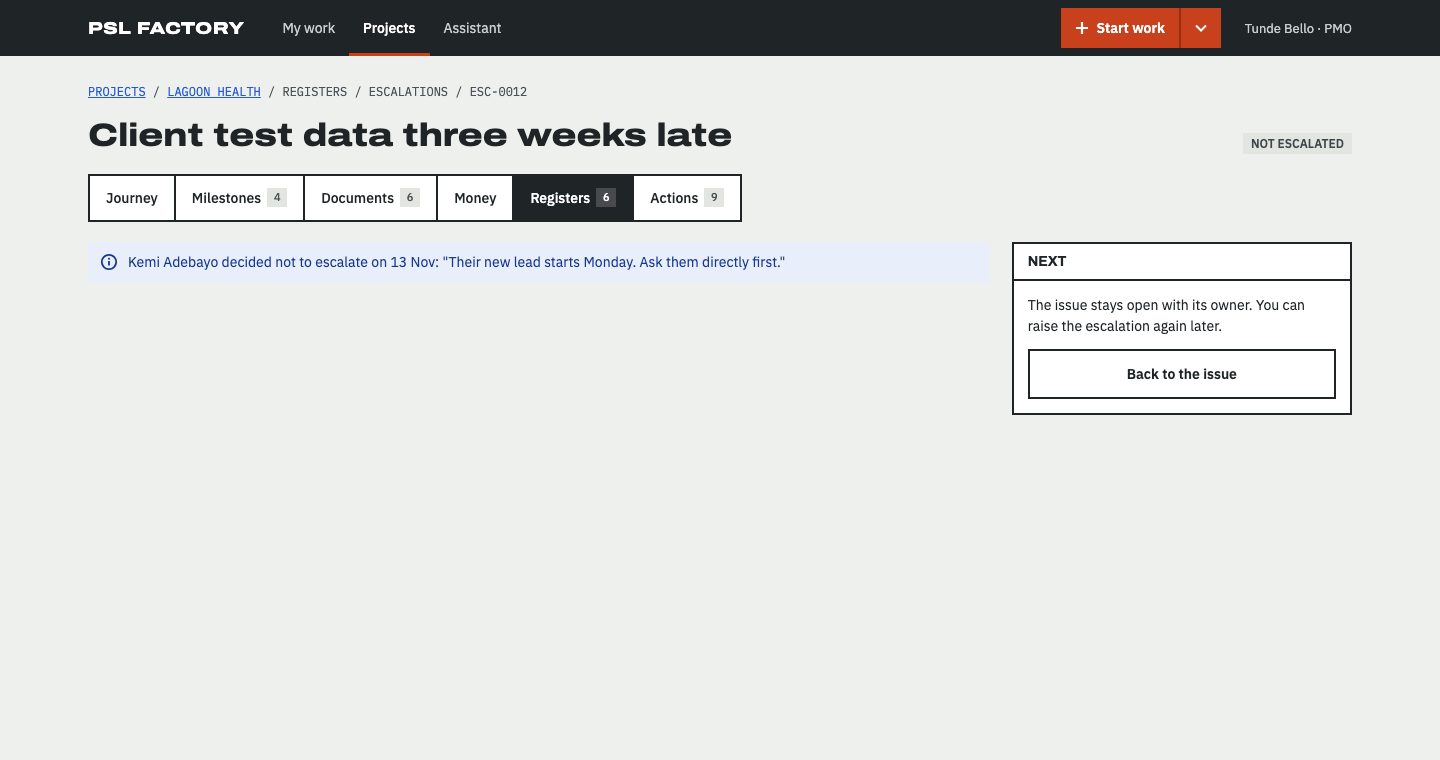 PSL FACTORY My work Projects Assistant Start work Tunde Bello · PMO
PROJECTS / LAGOON HEALTH / REGISTERS / ESCALATIONS / ESC-0012
Client test data three weeks late
NOT ESCALATED
Journey Milestones 4 Documents 6 Money Registers 6 Actions 9
Kemi Adebayo decided not to escalate on 13 Nov: "Their new lead starts Monday. Ask them directly first."
NEXT
The issue stays open with its owner. You can
raise the escalation again later.
Back to the issue